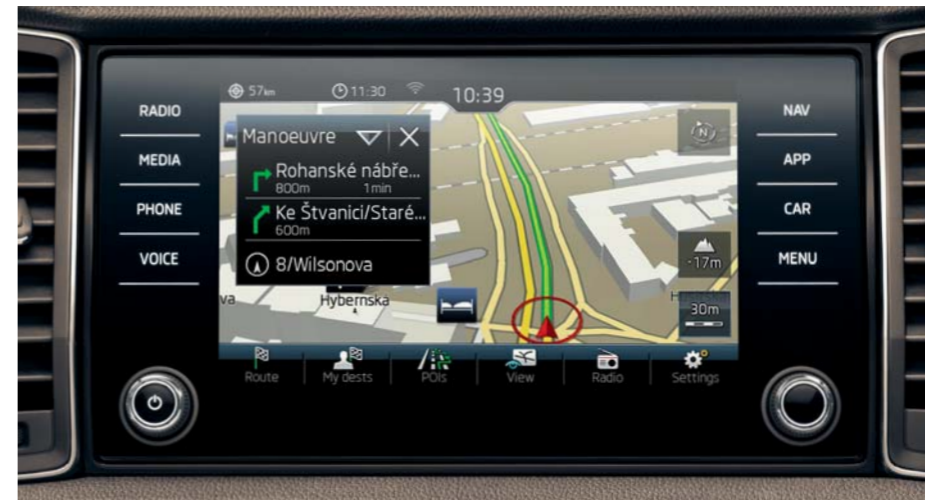 57km 11:30 10:39
RADIO
MEDIA
PHONE
VOICE
Manoeuvre
Rohanské nábře...
800m 1min
Ke Štvanici/Staré...
600m
8/Wilsonova
Hybernska
N
-17m
30m
NAV
APP
CAR
MENU
Route My dests POIs View Radio Settings